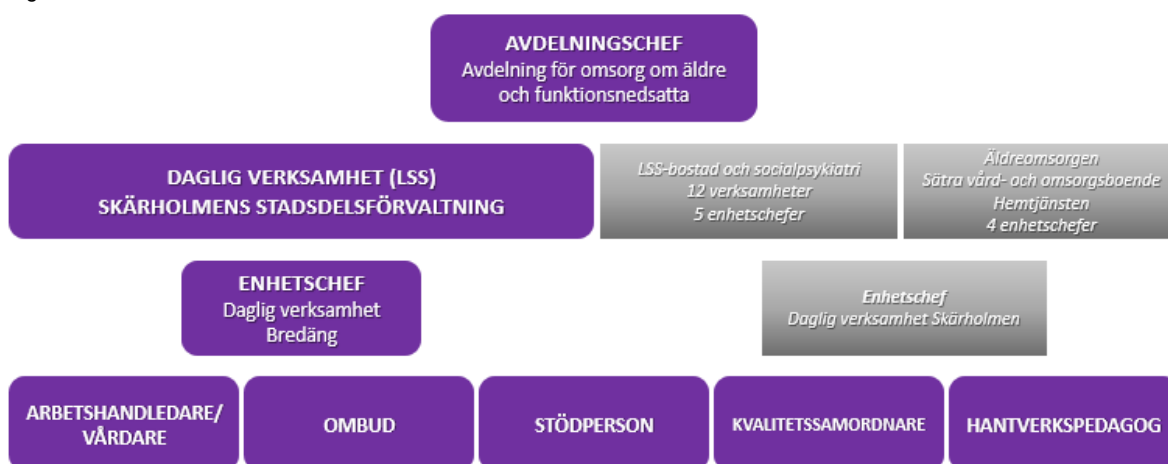 AVDELNINGSCHEF
Avdelning för omsorg om äldre
och funktionsnedsatta
DAGLIG VERKSAMHET (LSS)
SKÄRHOLMENS STADSDELSFÖRVALTNING
LSS-bostad och socialpsykiatri
12 verksamheter
5 enhetschefer
Äldreomsorgen
Sätra vård- och omsorgsboende
Hemtjänsten
4 enhetschefer
ENHETSCHEF
Daglig verksamhet
Bredäng
Enhetschef
Daglig verksamhet Skärholmen
ARBETSHANDLEDARE/
VÅRDARE
OMBUD
STÖDPERSON
KVALITETSSAMORDNARE
HANTVERKSPEDAGOG